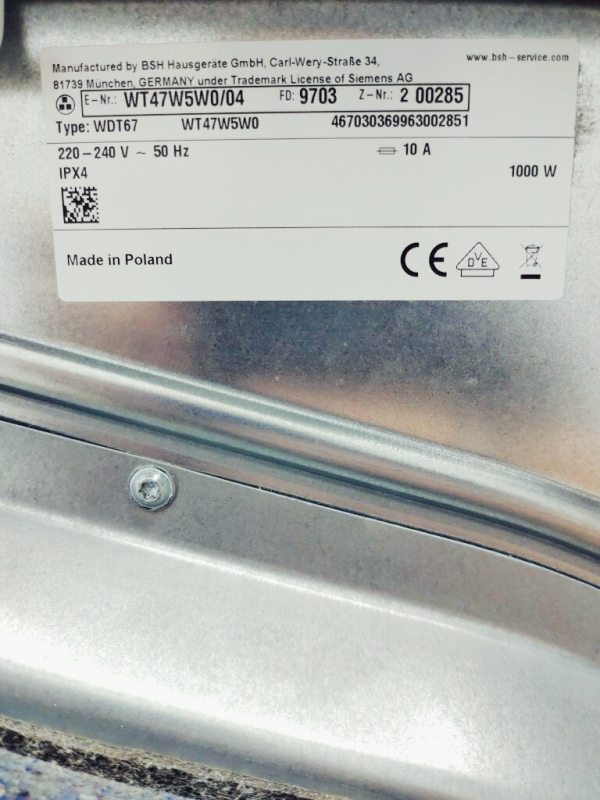 Manufactured by BSH Hausgeräte GmbH, Carl-Wery-Straße 34,
www.bsh-service.com
81739 München, GERMANY under Trademark License of Siemens AG
E-Nr.: WT47W5W0/04 FD: 9703 Z-Nr.: 2 00285
Type: WDT67 WT47W5W0 467030369963002851
220-240 V ~ 50 Hz 10 A
IPX4 1000 W
Made in Poland CE DVE